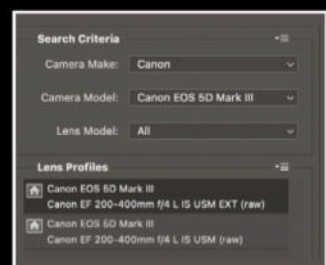 Search Criteria
Camera Make: Canon
Camera Model: Canon EOS 5D Mark III
Lens Model: All
Lens Profiles
Canon EOS 5D Mark III
Canon EF 200-400mm f/4 L IS USM EXT (raw)
Canon EOS 5D Mark III
Canon EF 200-400mm f/4 L IS USM (raw)